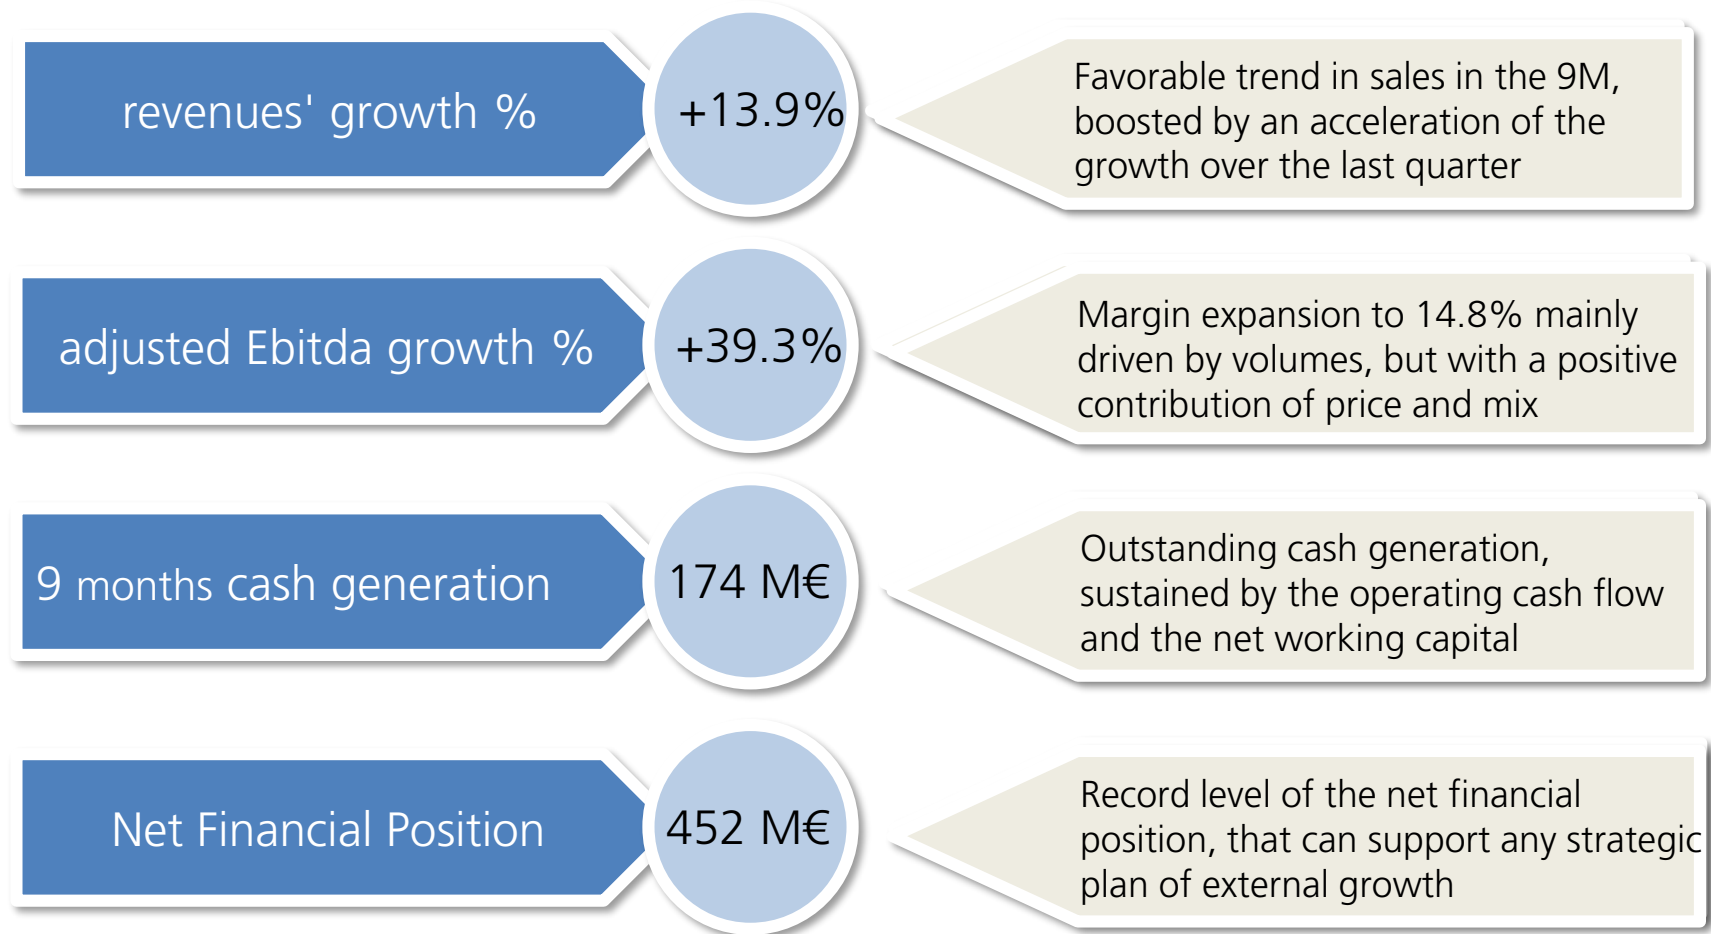 revenues' growth %
+13.9%
Favorable trend in sales in the 9M,
boosted by an acceleration of the
growth over the last quarter
adjusted Ebitda growth %
+39.3%
Margin expansion to 14.8% mainly
driven by volumes, but with a positive
contribution of price and mix
9 months cash generation
174 M€
Outstanding cash generation,
sustained by the operating cash flow
and the net working capital
Net Financial Position
452 M€
Record level of the net financial
position, that can support any strategic
plan of external growth